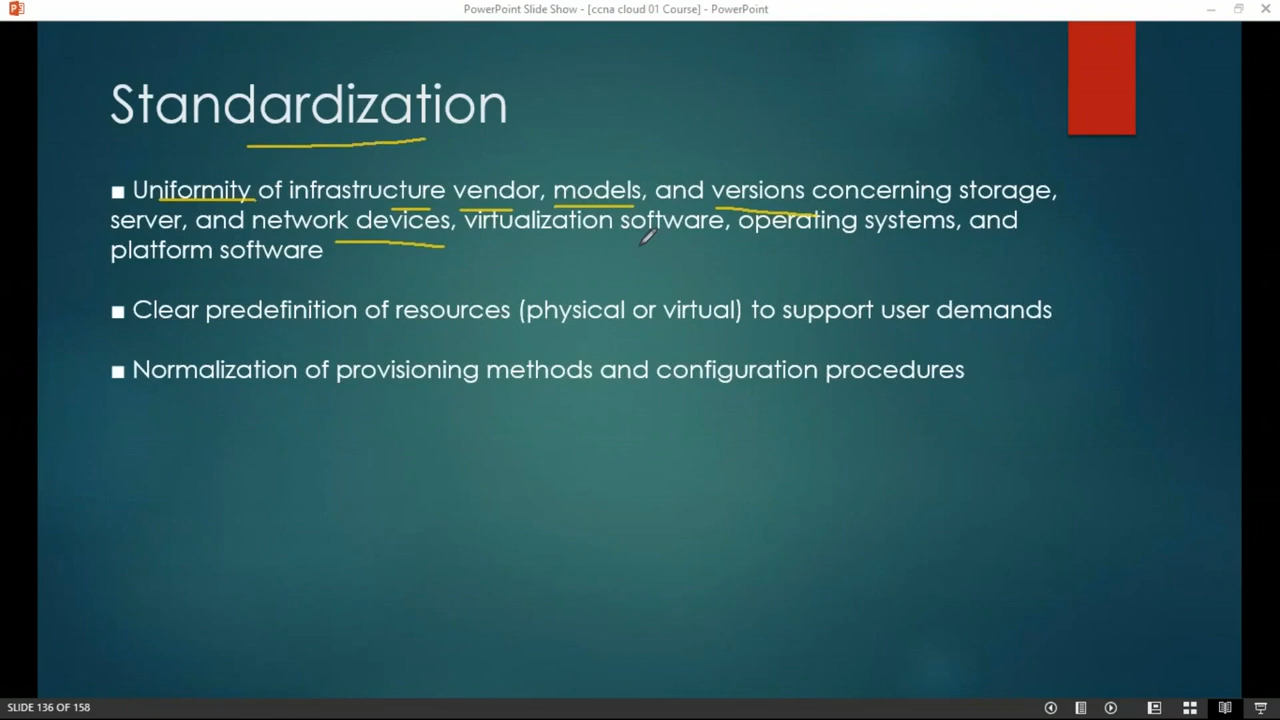 PowerPoint Slide Show - [ccna cloud 01 Course] - PowerPoint
Standardization
■ Uniformity of infrastructure vendor, models, and versions concerning storage,
server, and network devices, virtualization software, operating systems, and
platform software
■ Clear predefinition of resources (physical or virtual) to support user demands
■ Normalization of provisioning methods and configuration procedures
SLIDE 136 OF 158